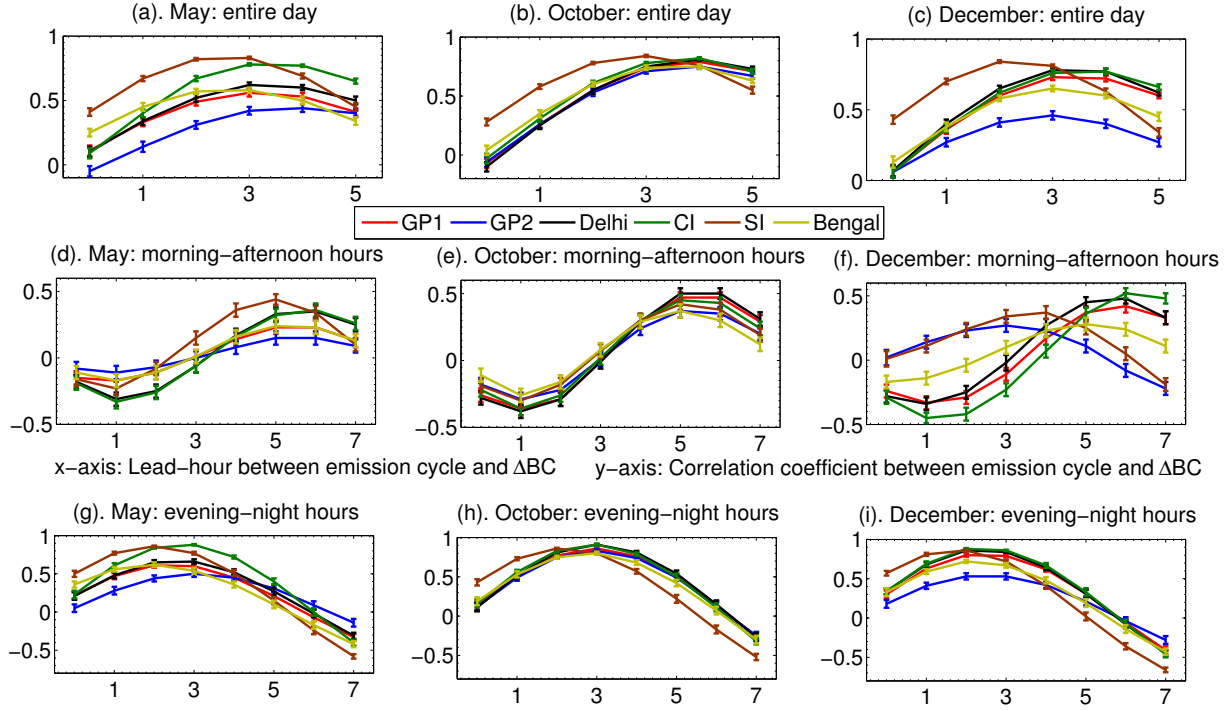 (a). May: entire day
(b). October: entire day
(c) December: entire day
1
0.5
0
1 3 5
1
0.5
0
1 3 5
1
0.5
0
1 3 5
GP1 GP2 Delhi CI SI Bengal
(d). May: morning−afternoon hours
(e). October: morning−afternoon hours
(f). December: morning−afternoon hours
0.5
0
−0.5
1 3 5 7
0.5
0
−0.5
1 3 5 7
0.5
0
−0.5
1 3 5 7
x−axis: Lead−hour between emission cycle and ΔBC
y−axis: Correlation coefficient between emission cycle and ΔBC
(g). May: evening−night hours
(h). October: evening−night hours
(i). December: evening−night hours
1
0.5
0
−0.5
1 3 5 7
1
0.5
0
−0.5
1 3 5 7
1
0.5
0
−0.5
1 3 5 7